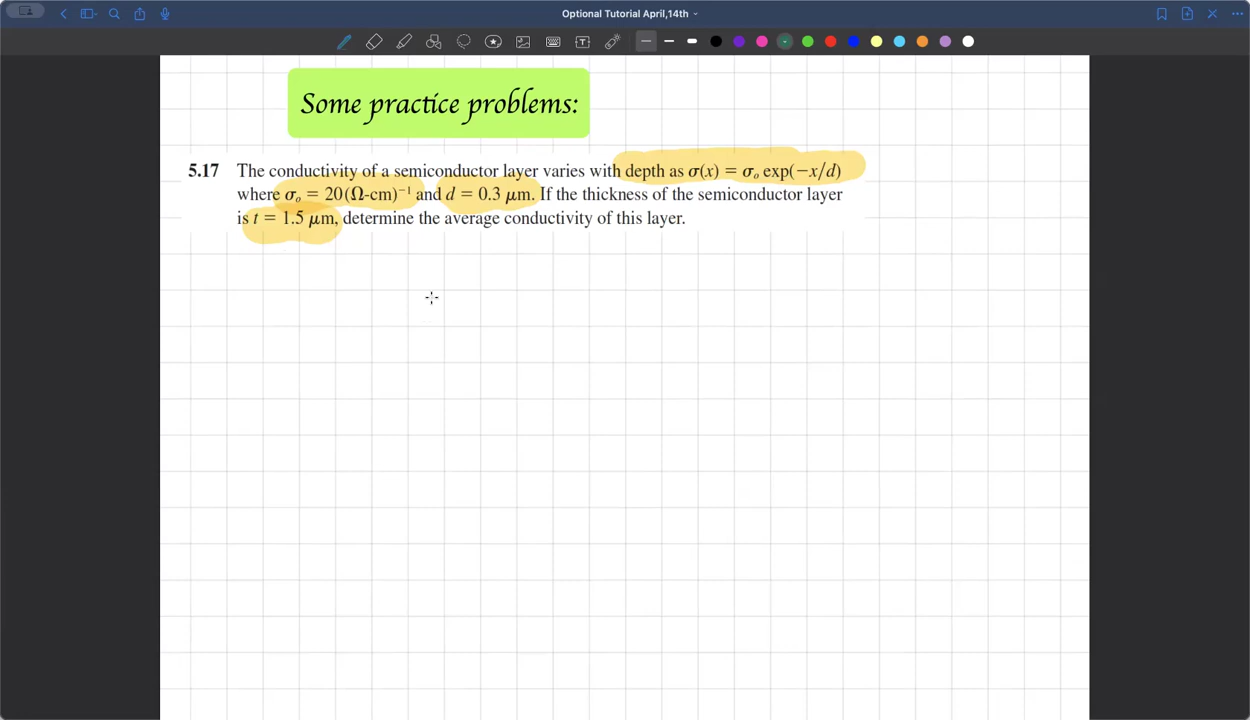 Optional Tutorial April,14th
Some practice problems:
5.17 The conductivity of a semiconductor layer varies with depth as σ(x) = σₒ exp(−x/d)
where σₒ = 20(Ω-cm)⁻¹ and d = 0.3 μm. If the thickness of the semiconductor layer
is t = 1.5 μm, determine the average conductivity of this layer.